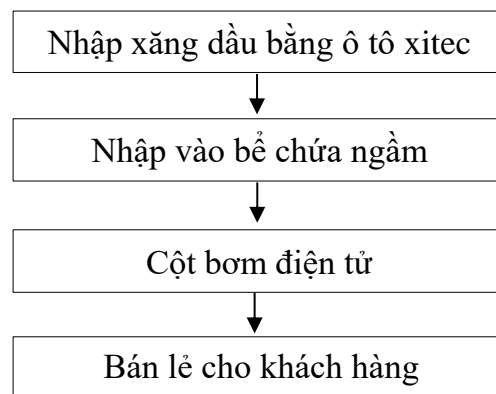 Nhập xăng dầu bằng ô tô xitec
Nhập vào bể chứa ngầm
Cột bơm điện tử
Bán lẻ cho khách hàng